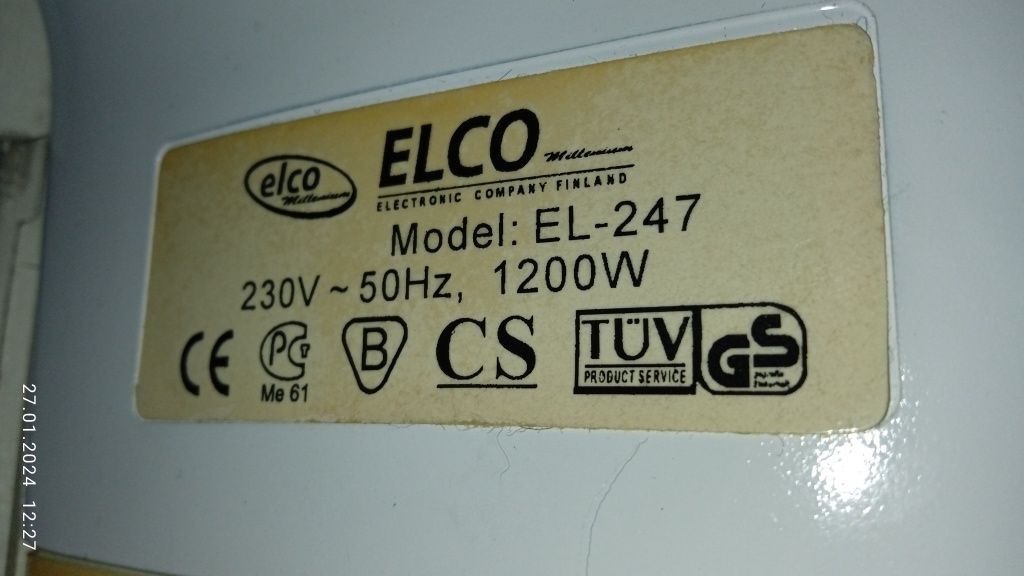 elco
Millennium
ELCO Millennium
ELECTRONIC COMPANY FINLAND
Model: EL-247
230V ~ 50Hz, 1200W
CE
PC
Me 61
B
CS
TÜV
PRODUCT SERVICE
GS
27.01.2024 12:27